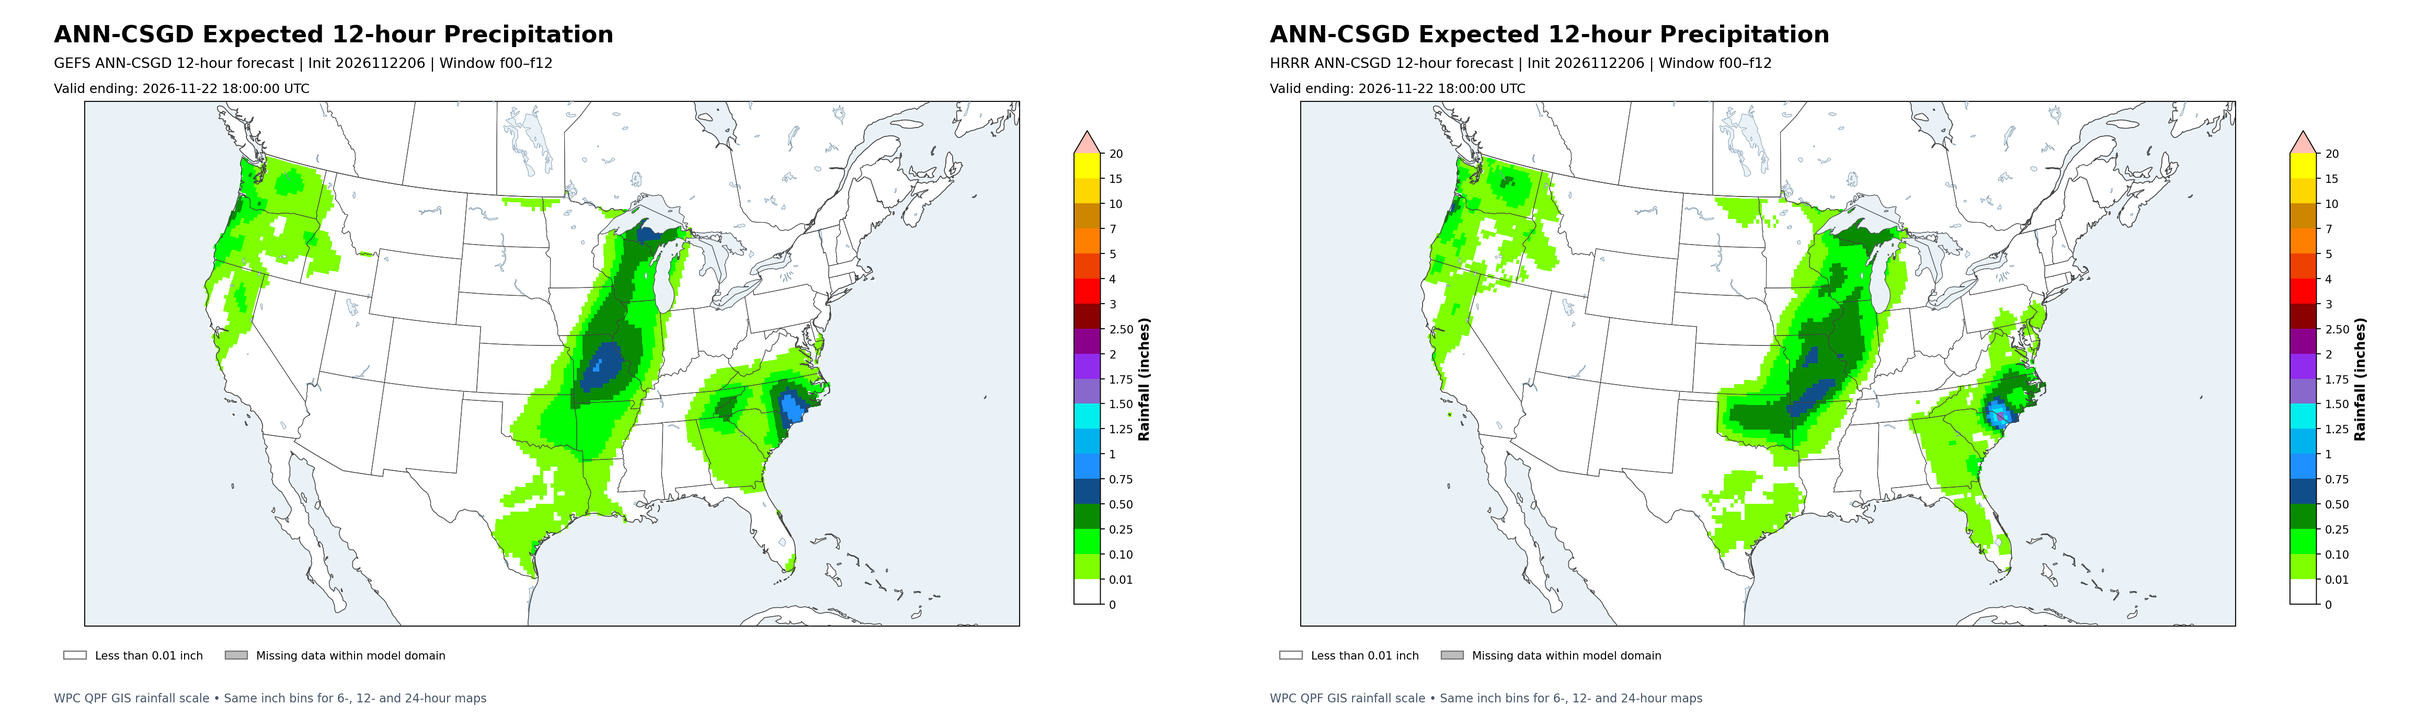 ANN-CSGD Expected 12-hour Precipitation
GEFS ANN-CSGD 12-hour forecast | Init 2026112206 | Window f00–f12
Valid ending: 2026-11-22 18:00:00 UTC
20
15
10
7
5
4
3
2.50
2
1.75
1.50
1.25
1
0.75
0.50
0.25
0.10
0.01
0
Rainfall (inches)
Less than 0.01 inch
Missing data within model domain
WPC QPF GIS rainfall scale • Same inch bins for 6-, 12- and 24-hour maps
ANN-CSGD Expected 12-hour Precipitation
HRRR ANN-CSGD 12-hour forecast | Init 2026112206 | Window f00–f12
Valid ending: 2026-11-22 18:00:00 UTC
20
15
10
7
5
4
3
2.50
2
1.75
1.50
1.25
1
0.75
0.50
0.25
0.10
0.01
0
Rainfall (inches)
Less than 0.01 inch
Missing data within model domain
WPC QPF GIS rainfall scale • Same inch bins for 6-, 12- and 24-hour maps